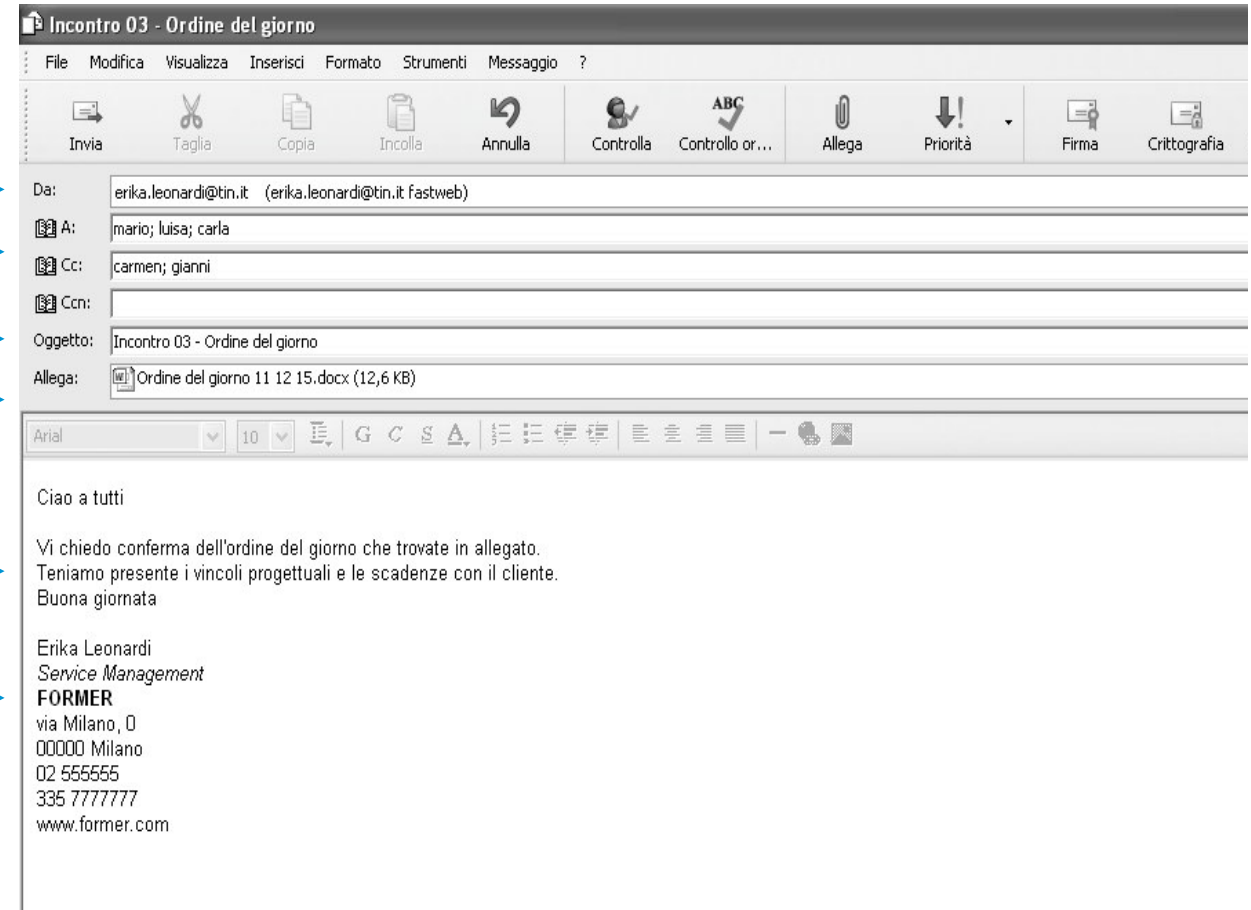 Incontro 03 - Ordine del giorno
File Modifica Visualizza Inserisci Formato Strumenti Messaggio ?
ABC
Invia Taglia Copia Incolla Annulla Controlla Controllo or... Allega Priorità Firma Crittografia
Da: erika.leonardi@tin.it (erika.leonardi@tin.it fastweb)
A: mario; luisa; carla
Cc: carmen; gianni
Ccn:
Oggetto: Incontro 03 - Ordine del giorno
Allega: Ordine del giorno 11 12 15.docx (12,6 KB)
Arial 10 G C S A
Ciao a tutti
Vi chiedo conferma dell'ordine del giorno che trovate in allegato.
Teniamo presente i vincoli progettuali e le scadenze con il cliente.
Buona giornata
Erika Leonardi
Service Management
FORMER
via Milano, 0
00000 Milano
02 555555
335 7777777
www.former.com